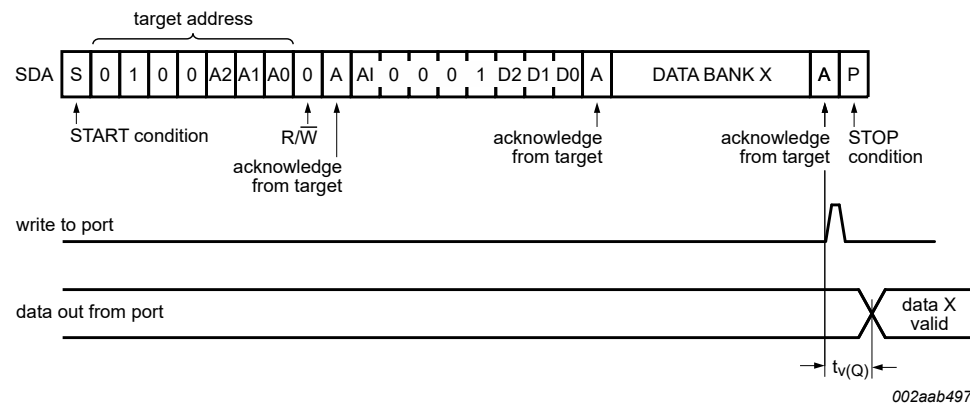 target address
SDA S 0 1 0 0 A2 A1 A0 0 A AI 0 0 0 1 D2 D1 D0 A DATA BANK X A P
START condition
R/W̅
acknowledge
from target
acknowledge
from target
acknowledge
from target
STOP
condition
write to port
data out from port
data X
valid
tv(Q)
002aab497